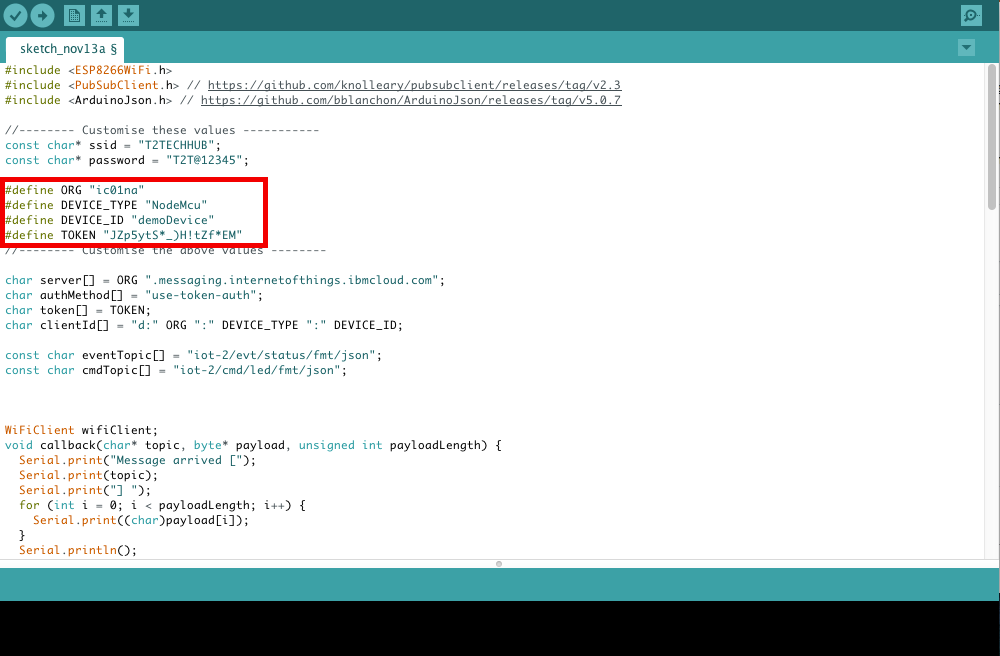 sketch_nov13a §
#include <ESP8266WiFi.h>
#include <PubSubClient.h> // https://github.com/knolleary/pubsubclient/releases/tag/v2.3
#include <ArduinoJson.h> // https://github.com/bblanchon/ArduinoJson/releases/tag/v5.0.7
//-------- Customise these values -----------
const char* ssid = "T2TECHHUB";
const char* password = "T2T@12345";
#define ORG "ic01na"
#define DEVICE_TYPE "NodeMcu"
#define DEVICE_ID "demoDevice"
#define TOKEN "JZp5ytS*_)H!tZf*EM"
//-------- Customise the above values --------
char server[] = ORG ".messaging.internetofthings.ibmcloud.com";
char authMethod[] = "use-token-auth";
char token[] = TOKEN;
char clientId[] = "d:" ORG ":" DEVICE_TYPE ":" DEVICE_ID;
const char eventTopic[] = "iot-2/evt/status/fmt/json";
const char cmdTopic[] = "iot-2/cmd/led/fmt/json";
WiFiClient wifiClient;
void callback(char* topic, byte* payload, unsigned int payloadLength) {
Serial.print("Message arrived [");
Serial.print(topic);
Serial.print("] ");
for (int i = 0; i < payloadLength; i++) {
Serial.print((char)payload[i]);
}
Serial.println();